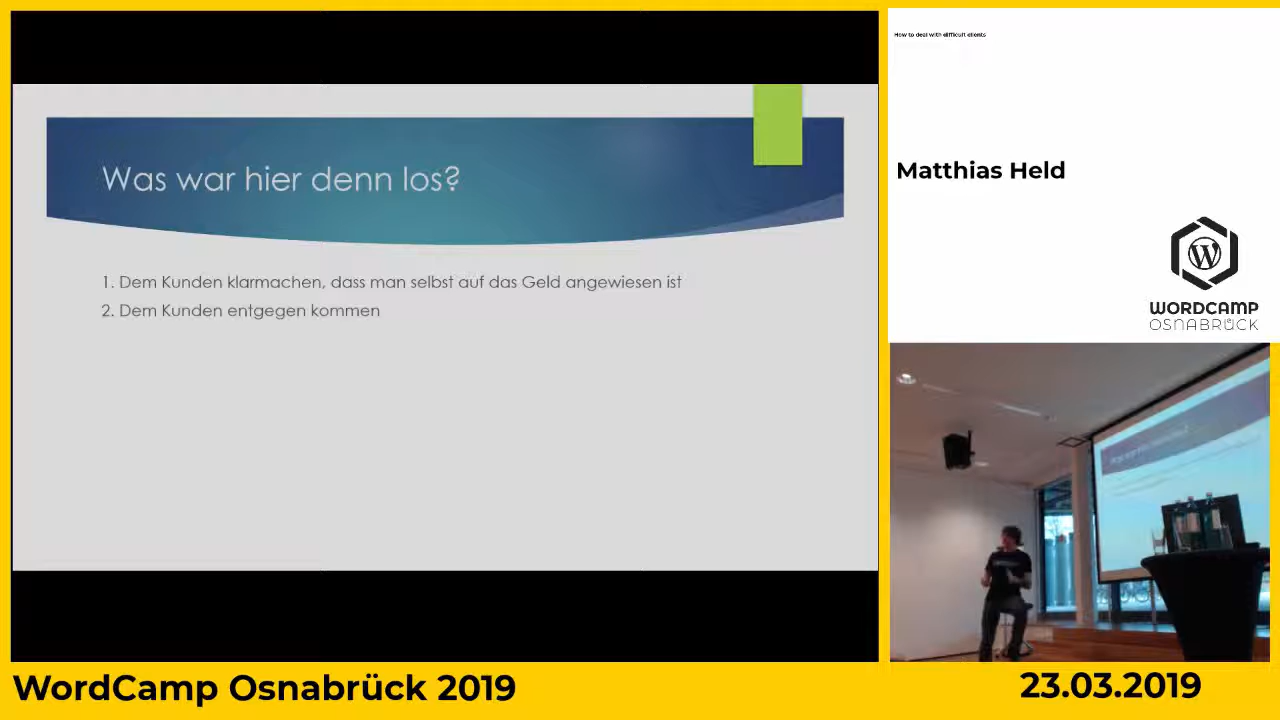 Was war hier denn los?
1. Dem Kunden klarmachen, dass man selbst auf das Geld angewiesen ist
2. Dem Kunden entgegen kommen
How to deal with difficult clients
Matthias Held
WORDCAMP
OSNABRÜCK
WordCamp Osnabrück 2019
23.03.2019